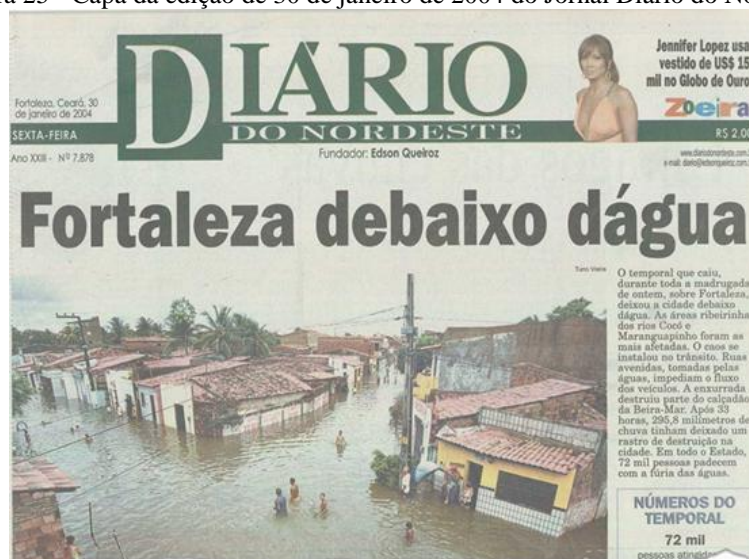 Capa da edição de 30 de janeiro de 2004 do Jornal Diário do
Fortaleza, Ceará, 30
de janeiro de 2004
SEXTA-FEIRA
Ano XXIII - Nº 7.878
DIÁRIO
DO NORDESTE
Fundador: Edson Queiroz
Jennifer Lopez usa
vestido de US$ 15
mil no Globo de Ouro
Zoeira
R$ 2,00
Fortaleza debaixo dágua
Tuno Vieira
O temporal que caiu,
durante toda a madrugada
de ontem, sobre Fortaleza,
deixou a cidade debaixo
dágua. As áreas ribeirinha
dos rios Cocó e
Maranguapinho foram as
mais afetadas. O caos se
instalou no trânsito. Ruas
avenidas, tomadas pelas
águas, impediam o fluxo
dos veículos. A enxurrada
destruiu parte do calçadão
da Beira-Mar. Após 33
horas, 295,8 milímetros de
chuva tinham deixado um
rastro de destruição na
cidade. Em todo o Estado,
72 mil pessoas padecem
com a fúria das águas.
NÚMEROS DO
TEMPORAL
72 mil
pessoas atingidas